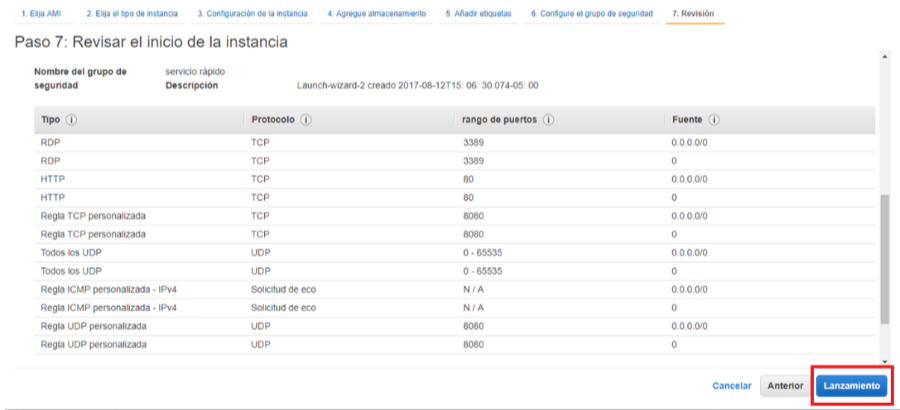 1. Elija AMI 2. Elija el tipo de instancia 3. Configuración de la instancia 4. Agregue almacenamiento 5. Añadir etiquetas 6. Configure el grupo de seguridad 7. Revisión
Paso 7: Revisar el inicio de la instancia
Nombre del grupo de seguridad servicio rápido
Descripción Launch-wizard-2 creado 2017-08-12T15: 06: 30.074-05: 00
Tipo Protocolo rango de puertos Fuente
RDP TCP 3389 0.0.0.0/0
RDP TCP 3389 0
HTTP TCP 80 0.0.0.0/0
HTTP TCP 80 0
Regla TCP personalizada TCP 8080 0.0.0.0/0
Regla TCP personalizada TCP 8080 0
Todos los UDP UDP 0 - 65535 0.0.0.0/0
Todos los UDP UDP 0 - 65535 0
Regla ICMP personalizada - IPv4 Solicitud de eco N / A 0.0.0.0/0
Regla ICMP personalizada - IPv4 Solicitud de eco N / A 0
Regla UDP personalizada UDP 8080 0.0.0.0/0
Regla UDP personalizada UDP 8080 0
Cancelar Anterior Lanzamiento